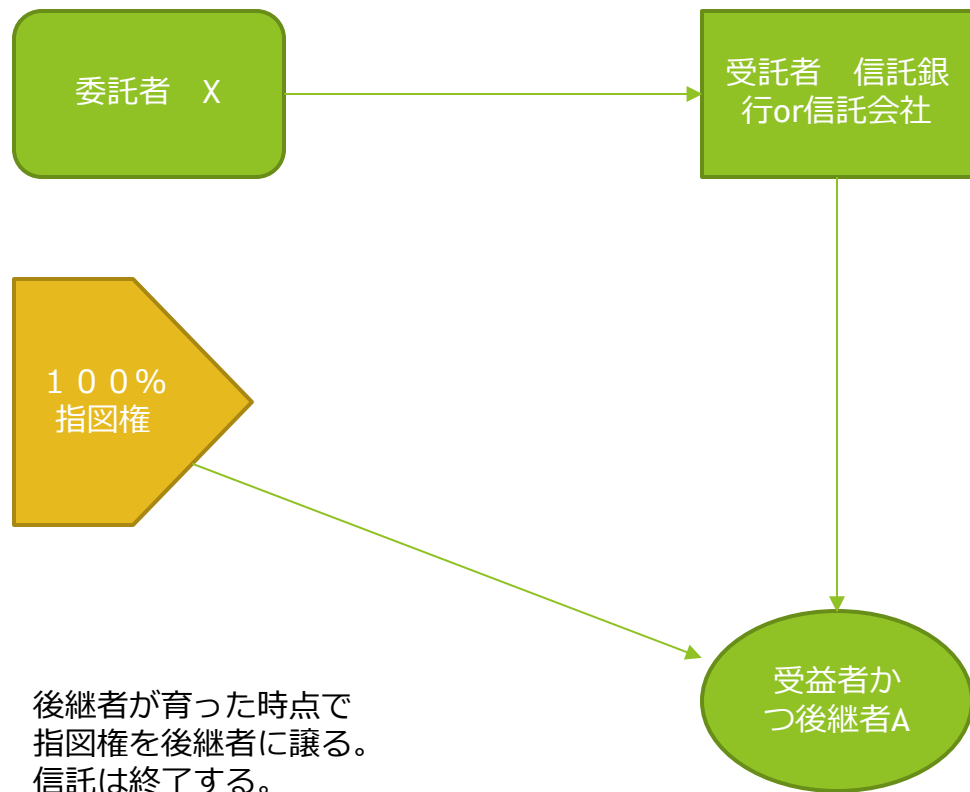 委託者　X
受託者　信託銀
行or信託会社
１００%
指図権
受益者か
つ後継者A
後継者が育った時点で
指図権を後継者に譲る。
信託は終了する。